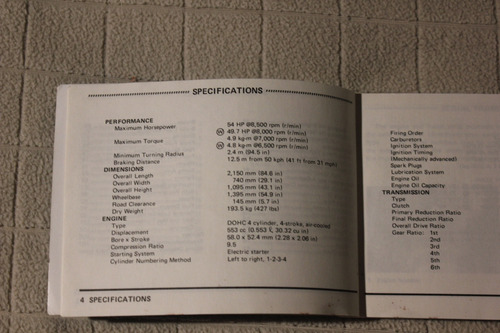 SPECIFICATIONS
PERFORMANCE
Maximum Horsepower 54 HP @8,500 rpm (r/min)
49.7 HP @8,000 rpm (r/min)
Maximum Torque 4.9 kg-m @7,000 rpm (r/min)
4.8 kg-m @6,500 rpm (r/min)
Minimum Turning Radius 2.4 m (94.5 in)
Braking Distance 12.5 m from 50 kph (41 ft from 31 mph)
DIMENSIONS
Overall Length 2,150 mm (84.6 in)
Overall Width 740 mm (29.1 in)
Overall Height 1,095 mm (43.1 in)
Wheelbase 1,395 mm (54.9 in)
Road Clearance 145 mm (5.7 in)
Dry Weight 193.5 kg (427 lbs)
ENGINE
Type DOHC 4 cylinder, 4-stroke, air-cooled
Displacement 553 cc (0.553 ℓ, 30.32 cu in)
Bore x Stroke 58.0 x 52.4 mm (2.28 x 2.06 in)
Compression Ratio 9.5
Starting System Electric starter
Cylinder Numbering Method Left to right, 1-2-3-4
4 SPECIFICATIONS
Firing Order
Carburetors
Ignition System
Ignition Timing
(Mechanically advanced)
Spark Plugs
Lubrication System
Engine Oil
Engine Oil Capacity
TRANSMISSION
Type
Clutch
Primary Reduction Ratio
Final Reduction Ratio
Overall Drive Ratio
Gear Ratio: 1st
2nd
3rd
4th
5th
6th